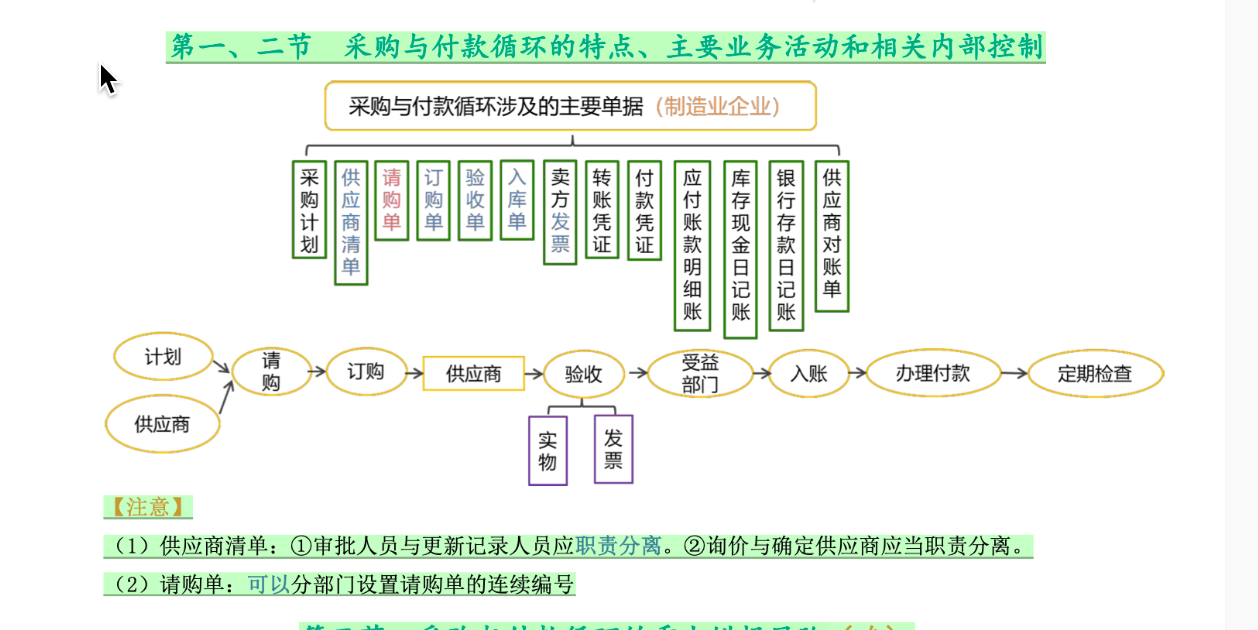 第一、二节 采购与付款循环的特点、主要业务活动和相关内部控制
采购与付款循环涉及的主要单据（制造业企业）
采购计划
供应商清单
请购单
订购单
验收单
入库单
卖方发票
转账凭证
付款凭证
应付账款明细账
库存现金日记账
银行存款日记账
供应商对账单
计划
供应商
请购
订购
供应商
验收
受益部门
入账
办理付款
定期检查
实物
发票
【注意】
（1）供应商清单：①审批人员与更新记录人员应职责分离。②询价与确定供应商应当职责分离。
（2）请购单：可以分部门设置请购单的连续编号